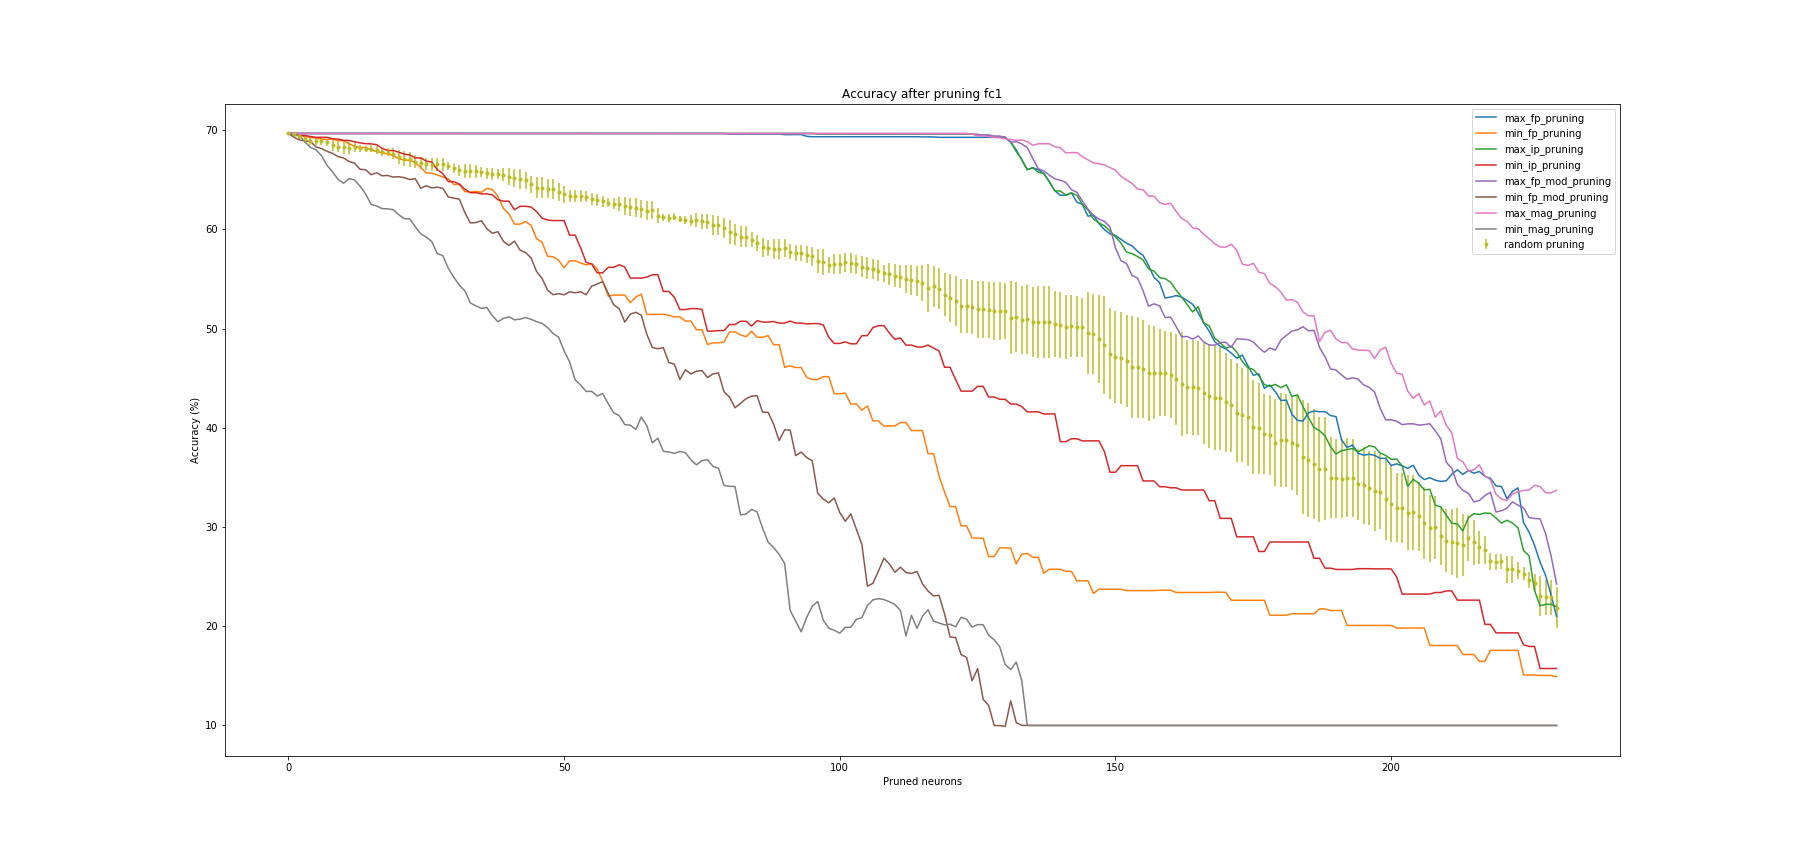 Accuracy after pruning fc1
70
60
50
40
30
20
10
Accuracy (%)
0
50
100
150
200
Pruned neurons
max_fp_pruning
min_fp_pruning
max_ip_pruning
min_ip_pruning
max_fp_mod_pruning
min_fp_mod_pruning
max_mag_pruning
min_mag_pruning
random pruning